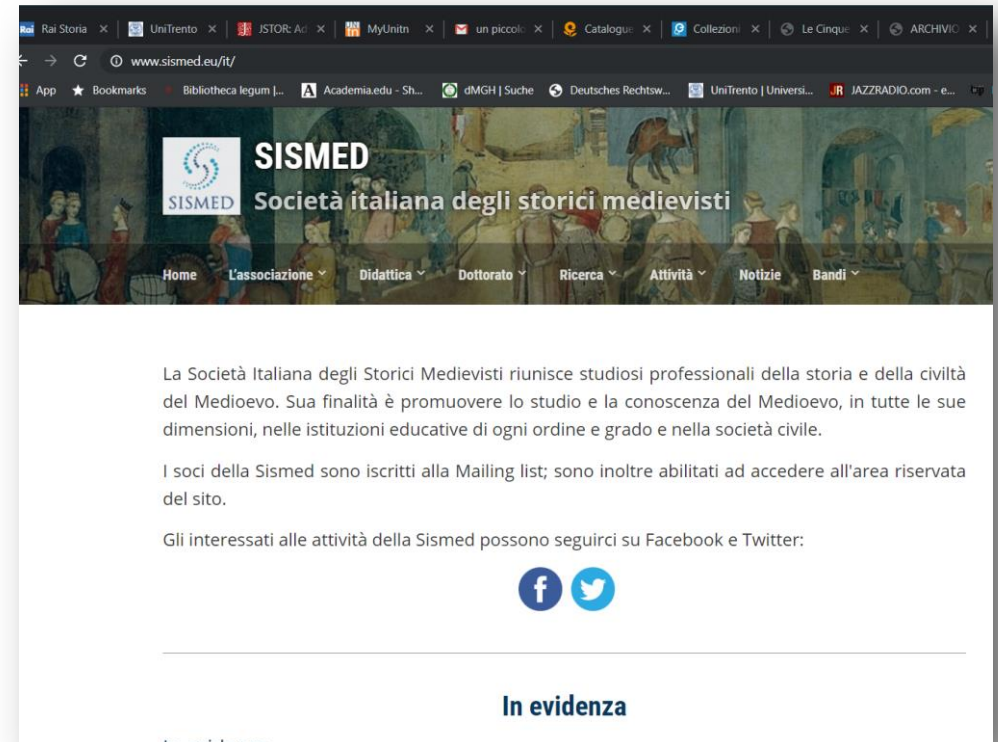 Rai Rai Storia UniTrento JSTOR: Ad MyUnitn un piccolo Catalogue Collezioni Le Cinque ARCHIVIO
www.sismed.eu/it/
App Bookmarks Bibliotheca legum |... Academia.edu - Sh... dMGH | Suche Deutsches Rechtsw... UniTrento | Universi... JR JAZZRADIO.com - e...
SISMED
SISMED
Società italiana degli storici medievisti
Home L'associazione Didattica Dottorato Ricerca Attività Notizie Bandi
La Società Italiana degli Storici Medievisti riunisce studiosi professionali della storia e della civiltà
del Medioevo. Sua finalità è promuovere lo studio e la conoscenza del Medioevo, in tutte le sue
dimensioni, nelle istituzioni educative di ogni ordine e grado e nella società civile.
I soci della Sismed sono iscritti alla Mailing list; sono inoltre abilitati ad accedere all'area riservata
del sito.
Gli interessati alle attività della Sismed possono seguirci su Facebook e Twitter:
In evidenza